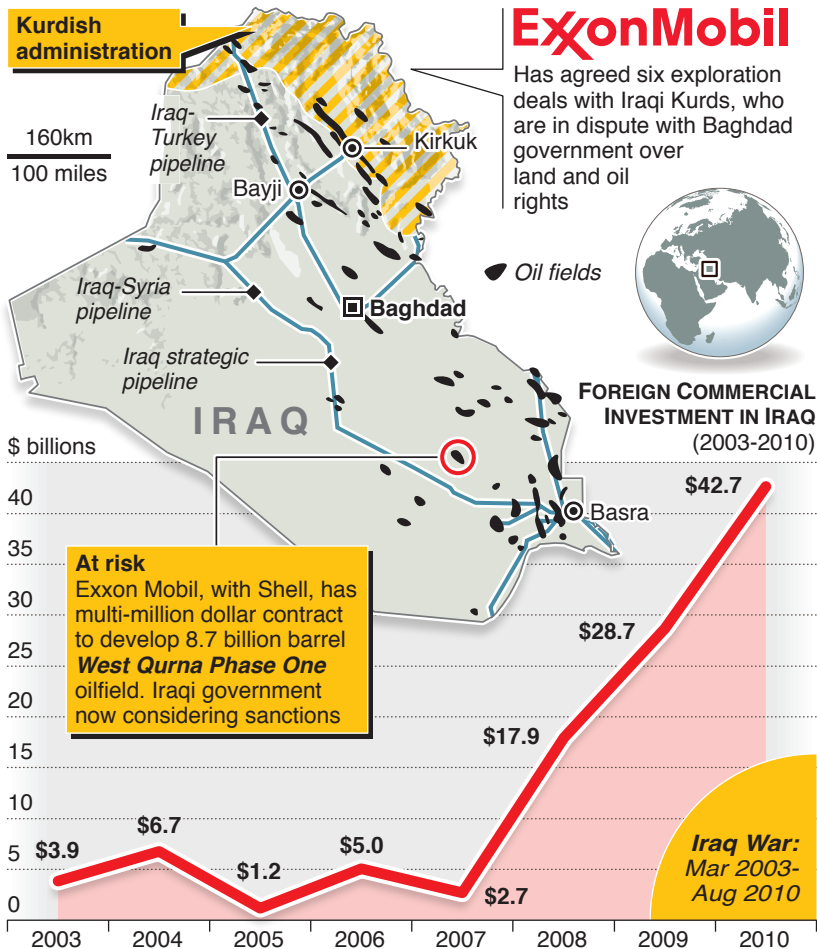 Kurdish
administration
ExxonMobil
Has agreed six exploration
deals with Iraqi Kurds, who
are in dispute with Baghdad
government over
land and oil
rights
160km
100 miles
Iraq-
Turkey
pipeline
Kirkuk
Bayji
Oil fields
Iraq-Syria
pipeline
Baghdad
Iraq strategic
pipeline
IRAQ
FOREIGN COMMERCIAL
INVESTMENT IN IRAQ
(2003-2010)
$ billions
Basra
At risk
Exxon Mobil, with Shell, has
multi-million dollar contract
to develop 8.7 billion barrel
West Qurna Phase One
oilfield. Iraqi government
now considering sanctions
40
35
30
25
20
15
10
5
0
$3.9
$6.7
$1.2
$5.0
$2.7
$17.9
$28.7
$42.7
Iraq War:
Mar 2003-
Aug 2010
2003 2004 2005 2006 2007 2008 2009 2010